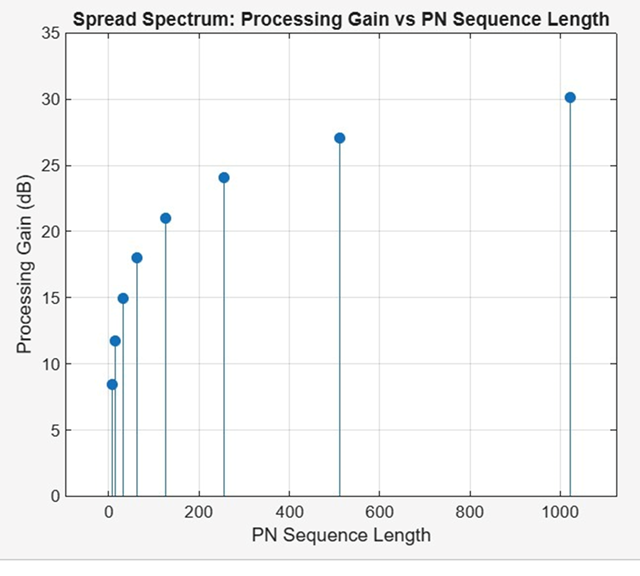 Spread Spectrum: Processing Gain vs PN Sequence Length
35
30
25
20
15
10
5
0
Processing Gain (dB)
0 200 400 600 800 1000
PN Sequence Length